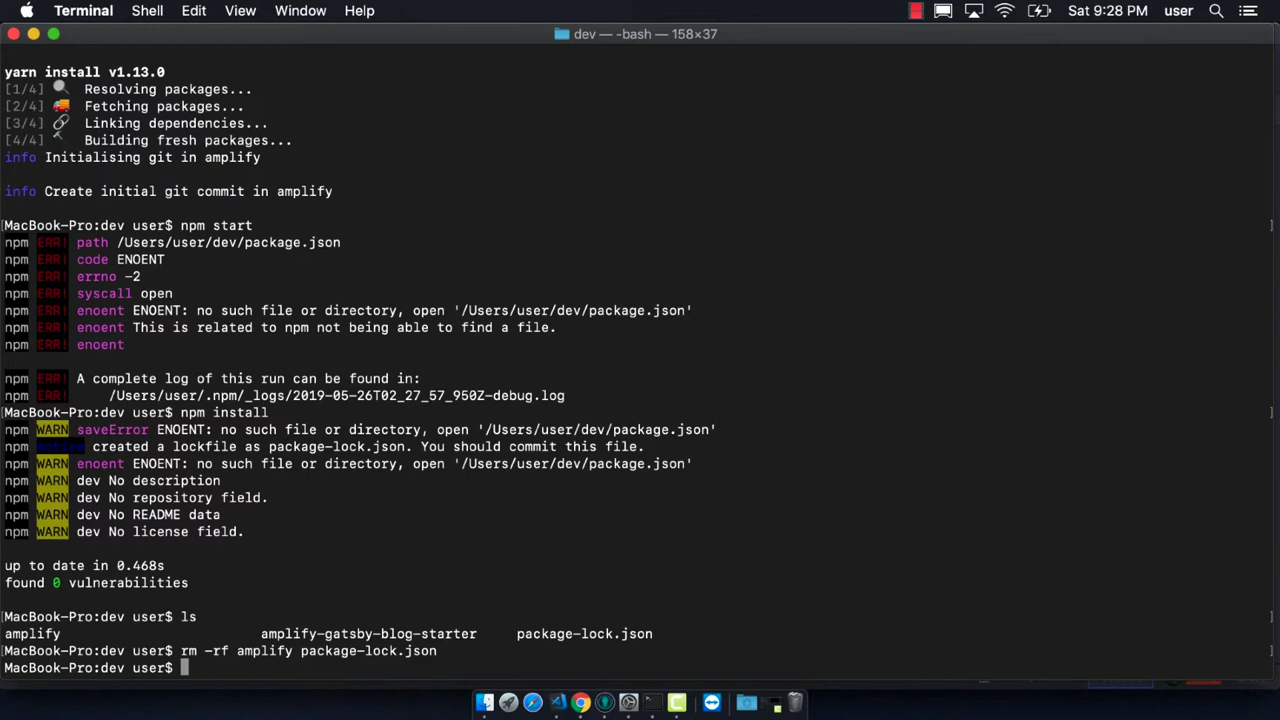 Terminal Shell Edit View Window Help Sat 9:28 PM user
dev — -bash — 158×37
yarn install v1.13.0
[1/4] Resolving packages...
[2/4] Fetching packages...
[3/4] Linking dependencies...
[4/4] Building fresh packages...
info Initialising git in amplify
info Create initial git commit in amplify
[MacBook-Pro:dev user$ npm start ]
npm ERR! path /Users/user/dev/package.json
npm ERR! code ENOENT
npm ERR! errno -2
npm ERR! syscall open
npm ERR! enoent ENOENT: no such file or directory, open '/Users/user/dev/package.json'
npm ERR! enoent This is related to npm not being able to find a file.
npm ERR! enoent
npm ERR! A complete log of this run can be found in:
npm ERR! /Users/user/.npm/_logs/2019-05-26T02_27_57_950Z-debug.log
[MacBook-Pro:dev user$ npm install ]
npm WARN saveError ENOENT: no such file or directory, open '/Users/user/dev/package.json'
npm notice created a lockfile as package-lock.json. You should commit this file.
npm WARN enoent ENOENT: no such file or directory, open '/Users/user/dev/package.json'
npm WARN dev No description
npm WARN dev No repository field.
npm WARN dev No README data
npm WARN dev No license field.
up to date in 0.468s
found 0 vulnerabilities
[MacBook-Pro:dev user$ ls ]
amplify amplify-gatsby-blog-starter package-lock.json
[MacBook-Pro:dev user$ rm -rf amplify package-lock.json ]
MacBook-Pro:dev user$